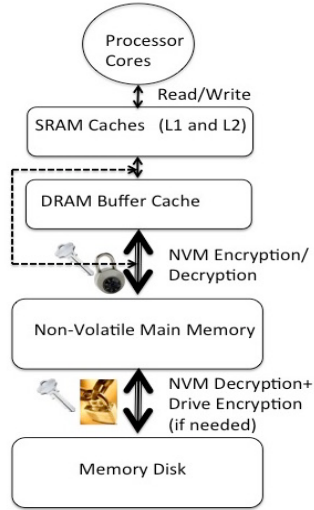 Processor
Cores
Read/Write
SRAM Caches (L1 and L2)
DRAM Buffer Cache
NVM Encryption/
Decryption
Non-Volatile Main Memory
NVM Decryption+
Drive Encryption
(if needed)
Memory Disk